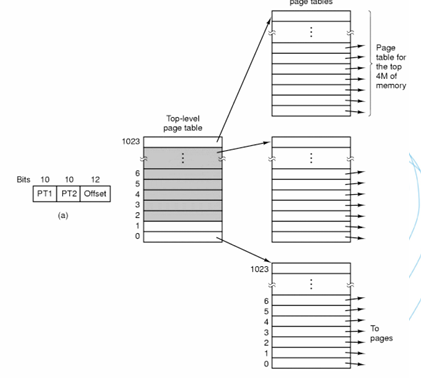 page tables
Page
table for
the top
4M of
memory
Top-level
page table
1023
6
5
4
3
2
1
0
Bits 10 10 12
PT1 PT2 Offset
(a)
1023
6
5
4
3
2
1
0
To
pages